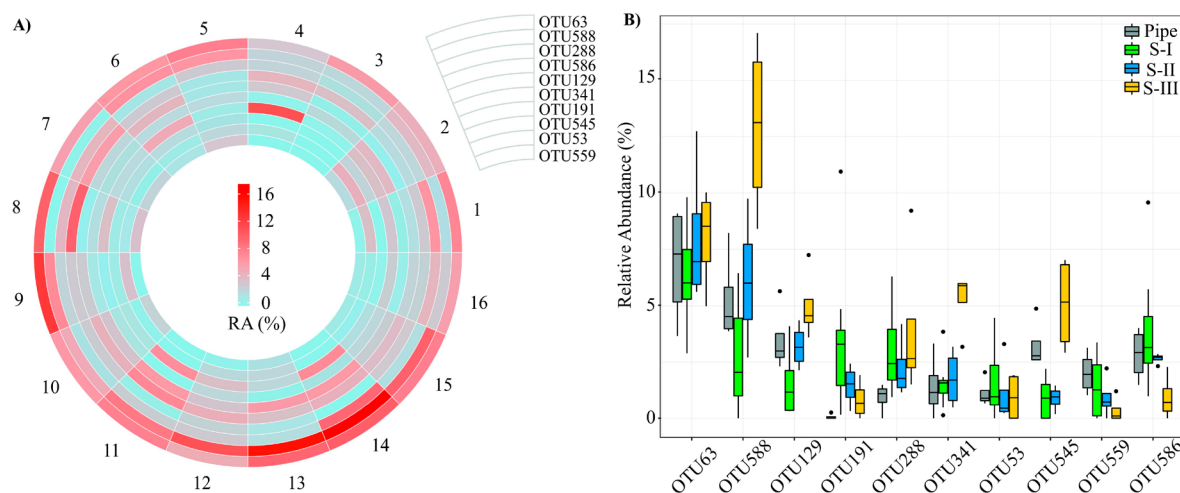 A)
OTU63
OTU588
OTU288
OTU586
OTU129
OTU341
OTU191
OTU545
OTU53
OTU559
5
4
6
3
7
2
8
1
9
16
10
15
11
14
12
13
16
12
8
4
0
RA (%)
B)
Pipe
S-I
S-II
S-III
Relative Abundance (%)
15
10
5
0
OTU63
OTU588
OTU129
OTU191
OTU288
OTU341
OTU53
OTU545
OTU559
OTU586